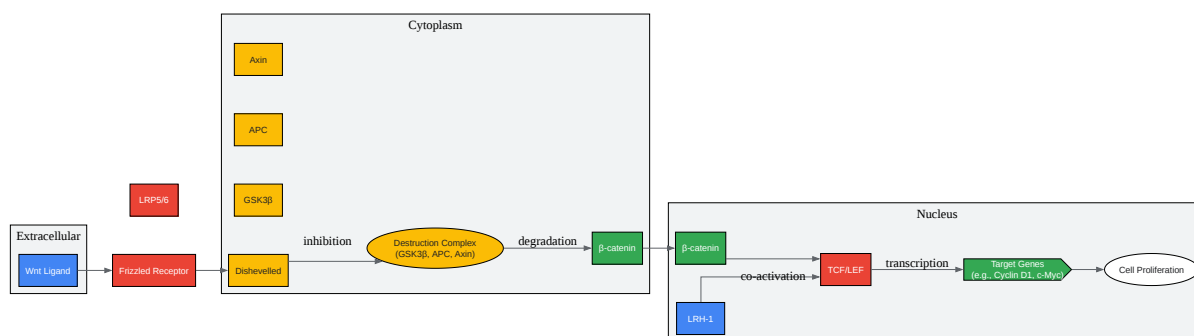 Cytoplasm
Axin
APC
LRP5/6
GSK3β
Extracellular
Wnt Ligand
Frizzled Receptor
Dishevelled
inhibition
Destruction Complex
(GSK3β, APC, Axin)
degradation
β-catenin
Nucleus
β-catenin
co-activation
LRH-1
TCF/LEF
transcription
Target Genes
(e.g., Cyclin D1, c-Myc)
Cell Proliferation